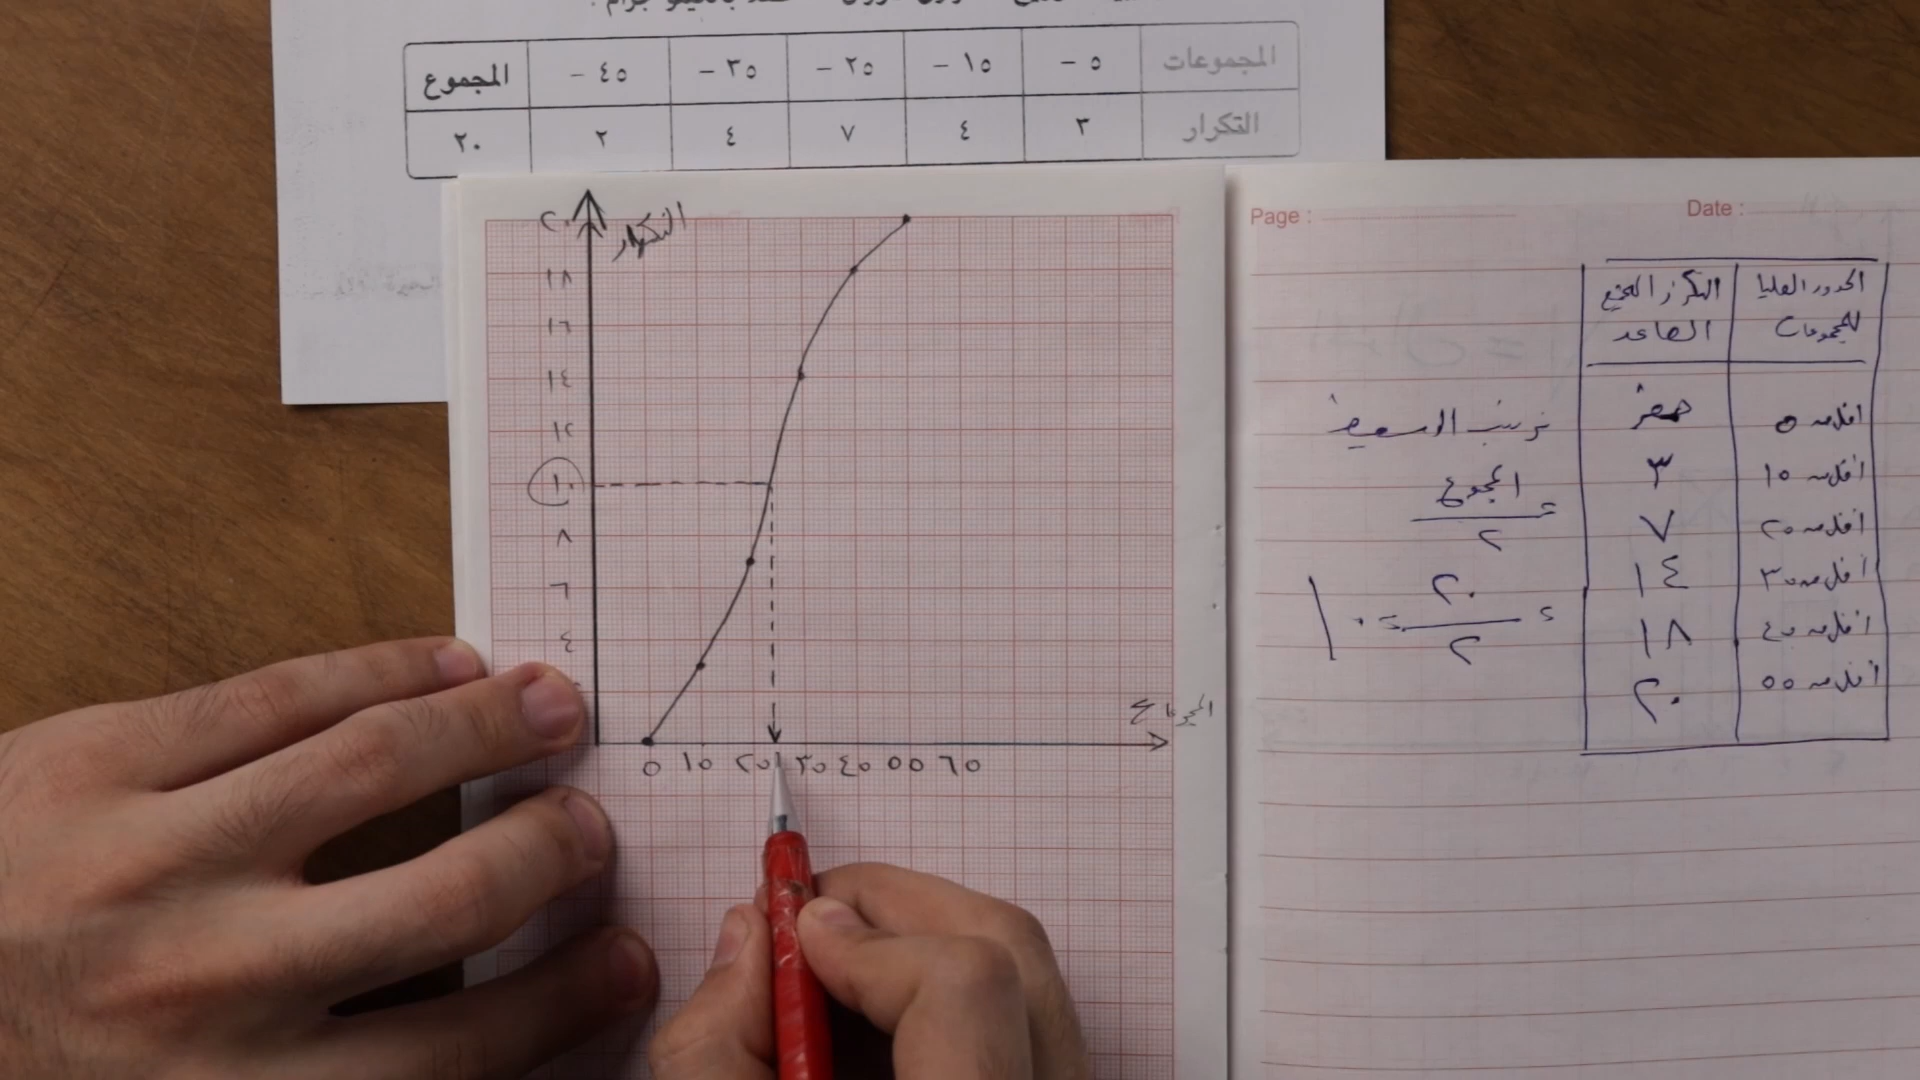 المجموعات ٥ - ١٥ - ٢٥ - ٣٥ - ٤٥ - المجموع
التكرار ٣ ٤ ٧ ٤ ٢ ٢٠
التكرار
٢٠
١٨
١٦
١٤
١٢
١٠
٨
٦
٤
٥ ١٥ ٢٥ ٣٥ ٤٥ ٥٥ ٦٥
Page :
Date :
الحدود العليا للمجموعات
التكرار المتجمع الصاعد
أقل من ٥ صفر
أقل من ١٥ ٣
أقل من ٢٥ ٧
أقل من ٣٥ ١٤
أقل من ٤٥ ١٨
أقل من ٥٥ ٢٠
ترتيب الوسيط
= المجموع
٢
= ٢٠ = ١٠
٢